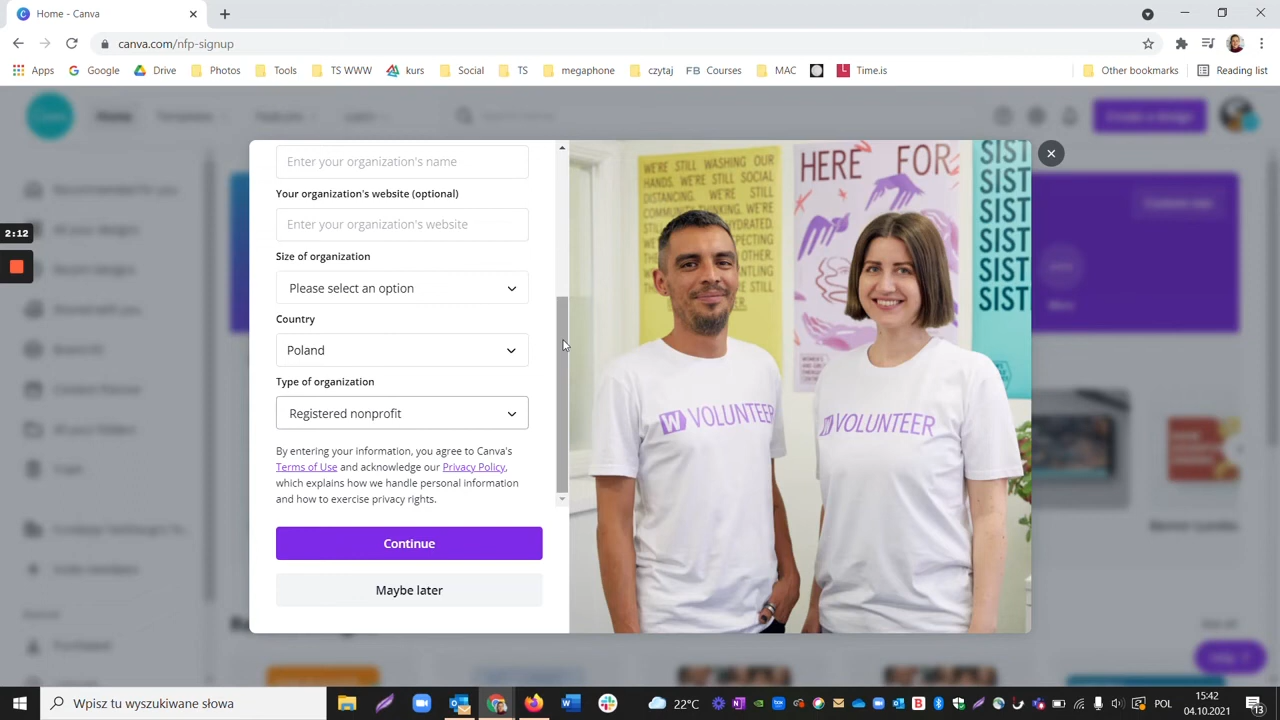 Home - Canva
canva.com/nfp-signup
Apps Google Drive Photos Tools TS WWW kurs Social TS megaphone czytaj FB Courses MAC Time.is Other bookmarks Reading list
Home
Create a design
Enter your organization's name
Your organization's website (optional)
Enter your organization's website
Size of organization
Please select an option
Country
Poland
Type of organization
Registered nonprofit
By entering your information, you agree to Canva's
Terms of Use and acknowledge our Privacy Policy,
which explains how we handle personal information
and how to exercise privacy rights.
Continue
Maybe later
2:12
WE'RE STILL WASHING OUR
HANDS. WE'RE STILL SOCIAL
DISTANCING. WE'RE STILL
HERE FOR
SIST
SIST
SIST
SIST
SIST
SIST
VOLUNTEER
VOLUNTEER
Wpisz tu wyszukiwane słowa
22°C
POL
15:42
04.10.2021
13